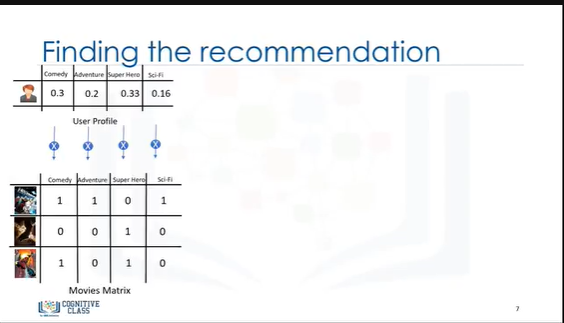 Finding the recommendation
Comedy Adventure Super Hero Sci-Fi
0.3 0.2 0.33 0.16
User Profile
X X X X
Comedy Adventure Super Hero Sci-Fi
1 1 0 1
0 0 1 0
1 0 1 0
Movies Matrix
COGNITIVE
CLASS
7